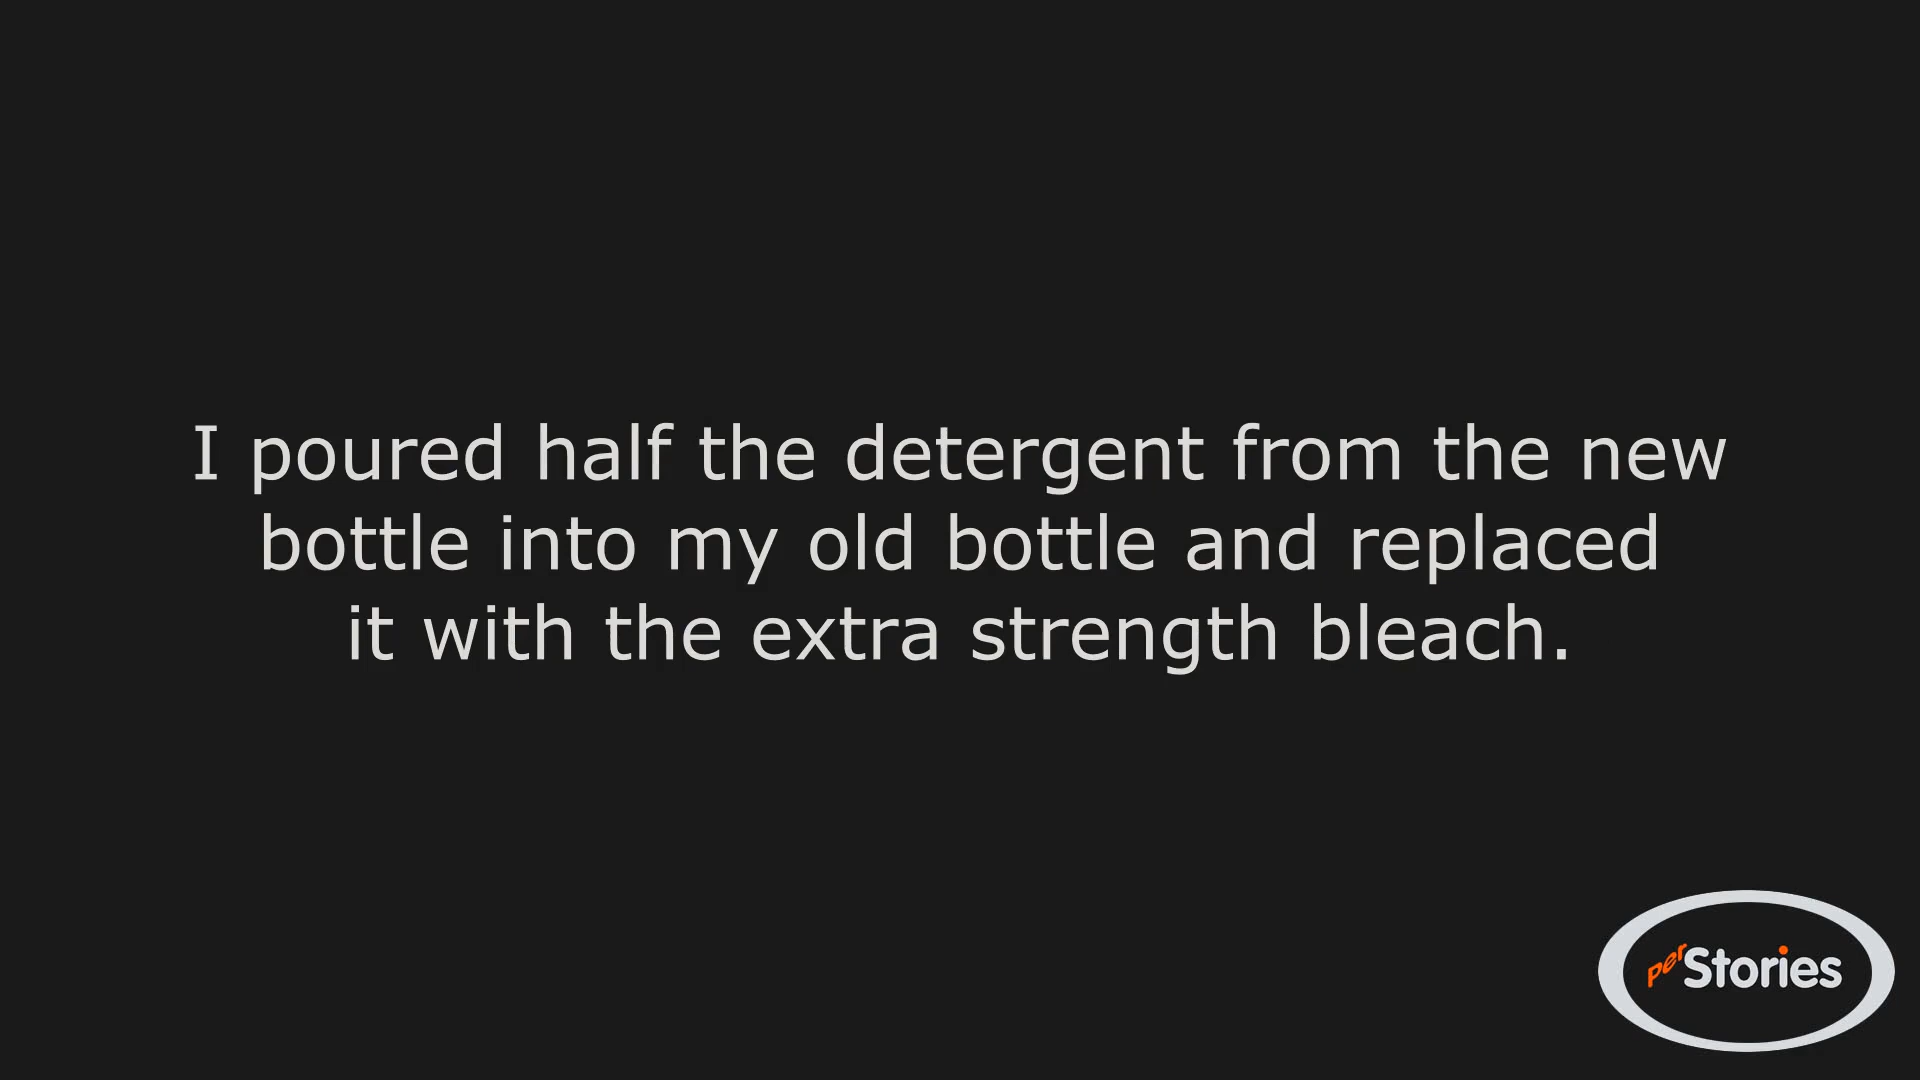 I poured half the detergent from the new
bottle into my old bottle and replaced
it with the extra strength bleach.
perStories